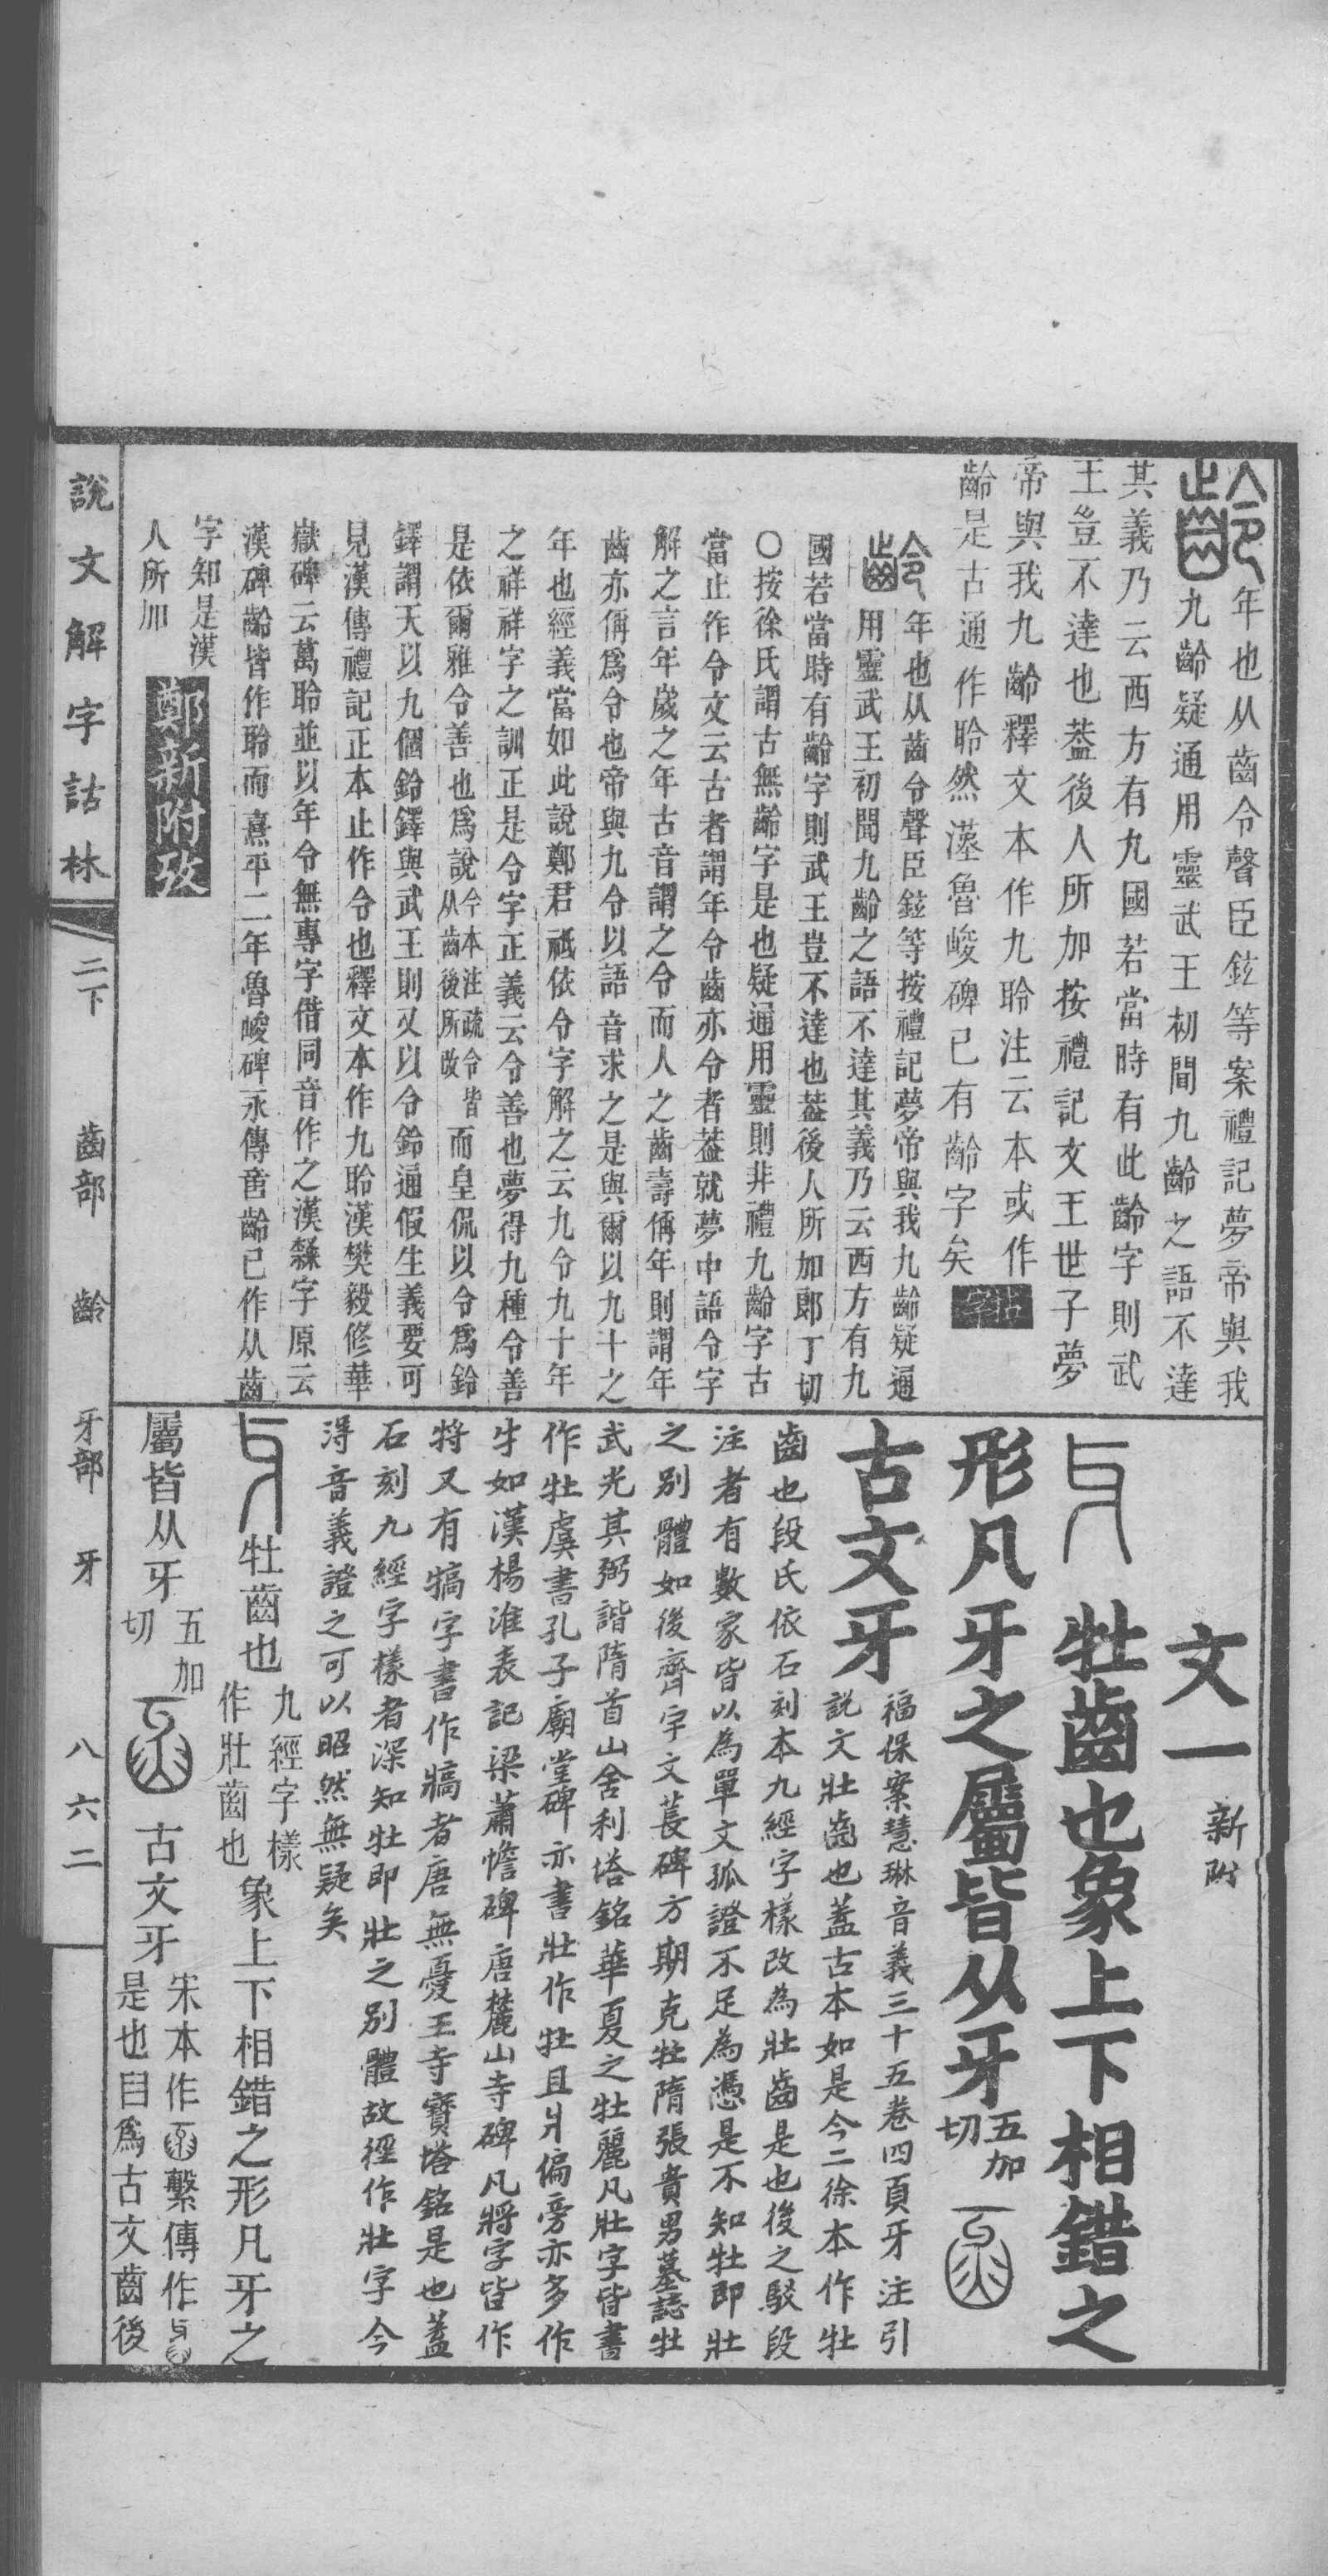 年也从齒令聲臣鉉等案禮記夢帝與我
九齡疑通用靈武王初聞九齡之語不達
其義乃云西方有九國若當時有此齡字則武
王豈不達也葢後人所加按禮記文王世子夢
帝與我九齡釋文本作九聆注云本或作
齡是古通作聆然漢魯峻碑已有齡字矣
年也从齒令聲臣鉉等按禮記夢帝與我九齡疑通
用靈武王初聞九齡之語不達其義乃云西方有九
國若當時有齡字則武王豈不達也葢後人所加郎丁切
○按徐氏謂古無齡字是也疑通用靈則非禮九齡字古
當止作令文云古者謂年令齒亦令者葢就夢中語令字
解之言年歲之年古音謂之令而人之齒壽偁年則謂年
齒亦偁爲令也帝與九令以語音求之是與爾以九十之
年也經義當如此說鄭君祗依令字解之云九令九十年
之祥祥字之訓正是令字正義云令善也夢得九種令善
是依爾雅令善也爲說今本注疏令皆从齒後所改而皇侃以令爲鈴
鐸謂天以九個鈴鐸與武王則又以令鈴通假生義要可
見漢傳禮記正本止作令也釋文本作九聆漢樊毅修華
嶽碑云萬聆並以年令無專字借同音作之漢隸字原云
漢碑齡皆作聆而熹平二年魯峻碑永傳啻齡已作从齒
字知是漢
人所加
鄭新附攷
文一 新附
牡齒也象上下相錯之
形凡牙之屬皆从牙 五加切
古文牙
福保案慧琳音義三十五卷四頁牙注引
說文壯齒也蓋古本如是今二徐本作牡
齒也段氏依石刻本九經字樣改為壯齒是也後之駁段
注者有數家皆以為單文孤證不足為憑是不知牡即壯
之別體如後齊宇文萇碑方期克牡隋張貴男墓誌牡
武光其弼諧隋首山舍利塔銘華夏之牡麗凡壯字皆書
作牡虞書孔子廟堂碑亦書壯作牡且爿偏旁亦多作
牛如漢楊淮表記梁蕭憺碑唐麓山寺碑凡將字皆作
將又有犒字書作𤚲者唐無憂王寺寶塔銘是也蓋
石刻九經字樣者深知牡即壯之別體故徑作壯字今
淂音義證之可以昭然無疑矣
牡齒也九經字樣作壯齒也象上下相錯之形凡牙之
屬皆从牙 五加切 古文牙 宋本作 繫傳作 是也𦥑爲古文齒後
說文解字詁林 二下 齒部 齡 牙部 牙 八六二